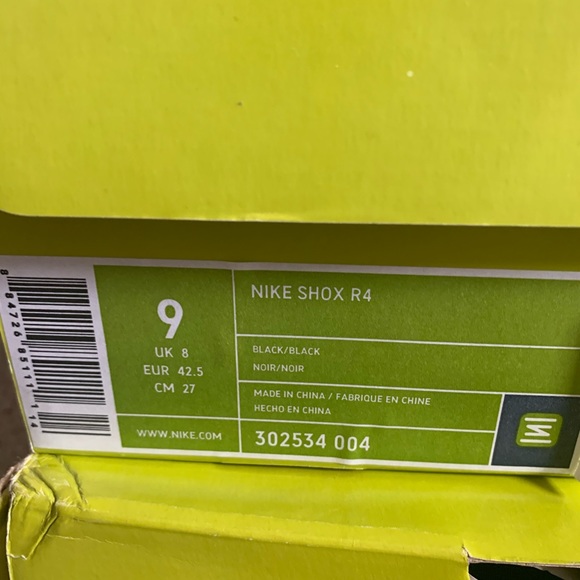 9
UK 8
EUR 42.5
CM 27
WWW.NIKE.COM
NIKE SHOX R4
BLACK/BLACK
NOIR/NOIR
MADE IN CHINA / FABRIQUE EN CHINE
HECHO EN CHINA
302534 004